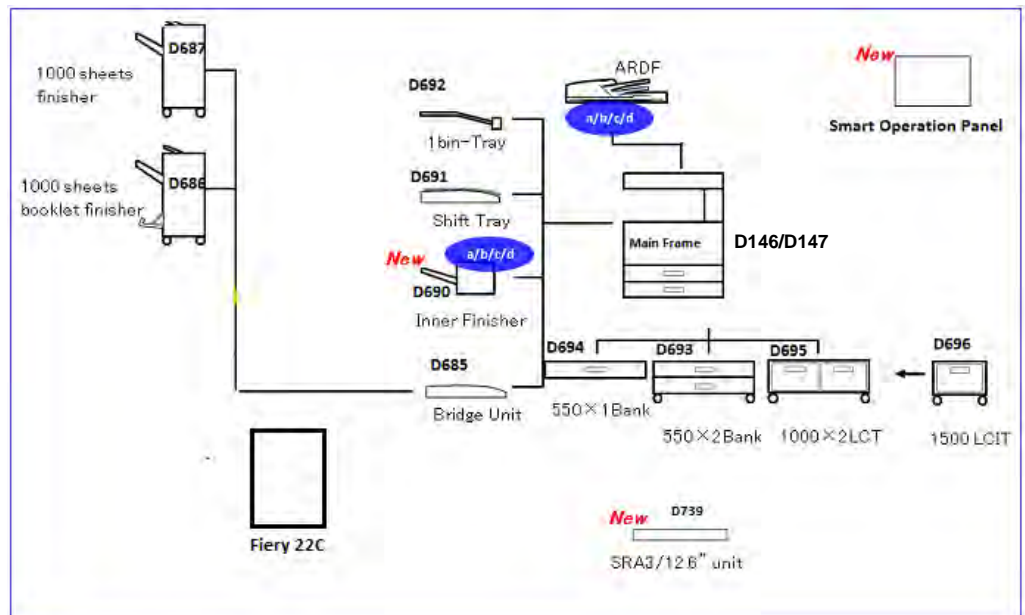 D687
1000 sheets
finisher
D686
1000 sheets
booklet finisher
D692
1bin-Tray
D691
Shift Tray
New
a/b/c/d
D690
Inner Finisher
D685
Bridge Unit
ARDF
a/b/c/d
New
Smart Operation Panel
Main Frame
D146/D147
D694
550×1Bank
D693
550×2Bank
D695
1000×2LCT
D696
1500 LCIT
Fiery 22C
New
D739
SRA3/12.6" unit